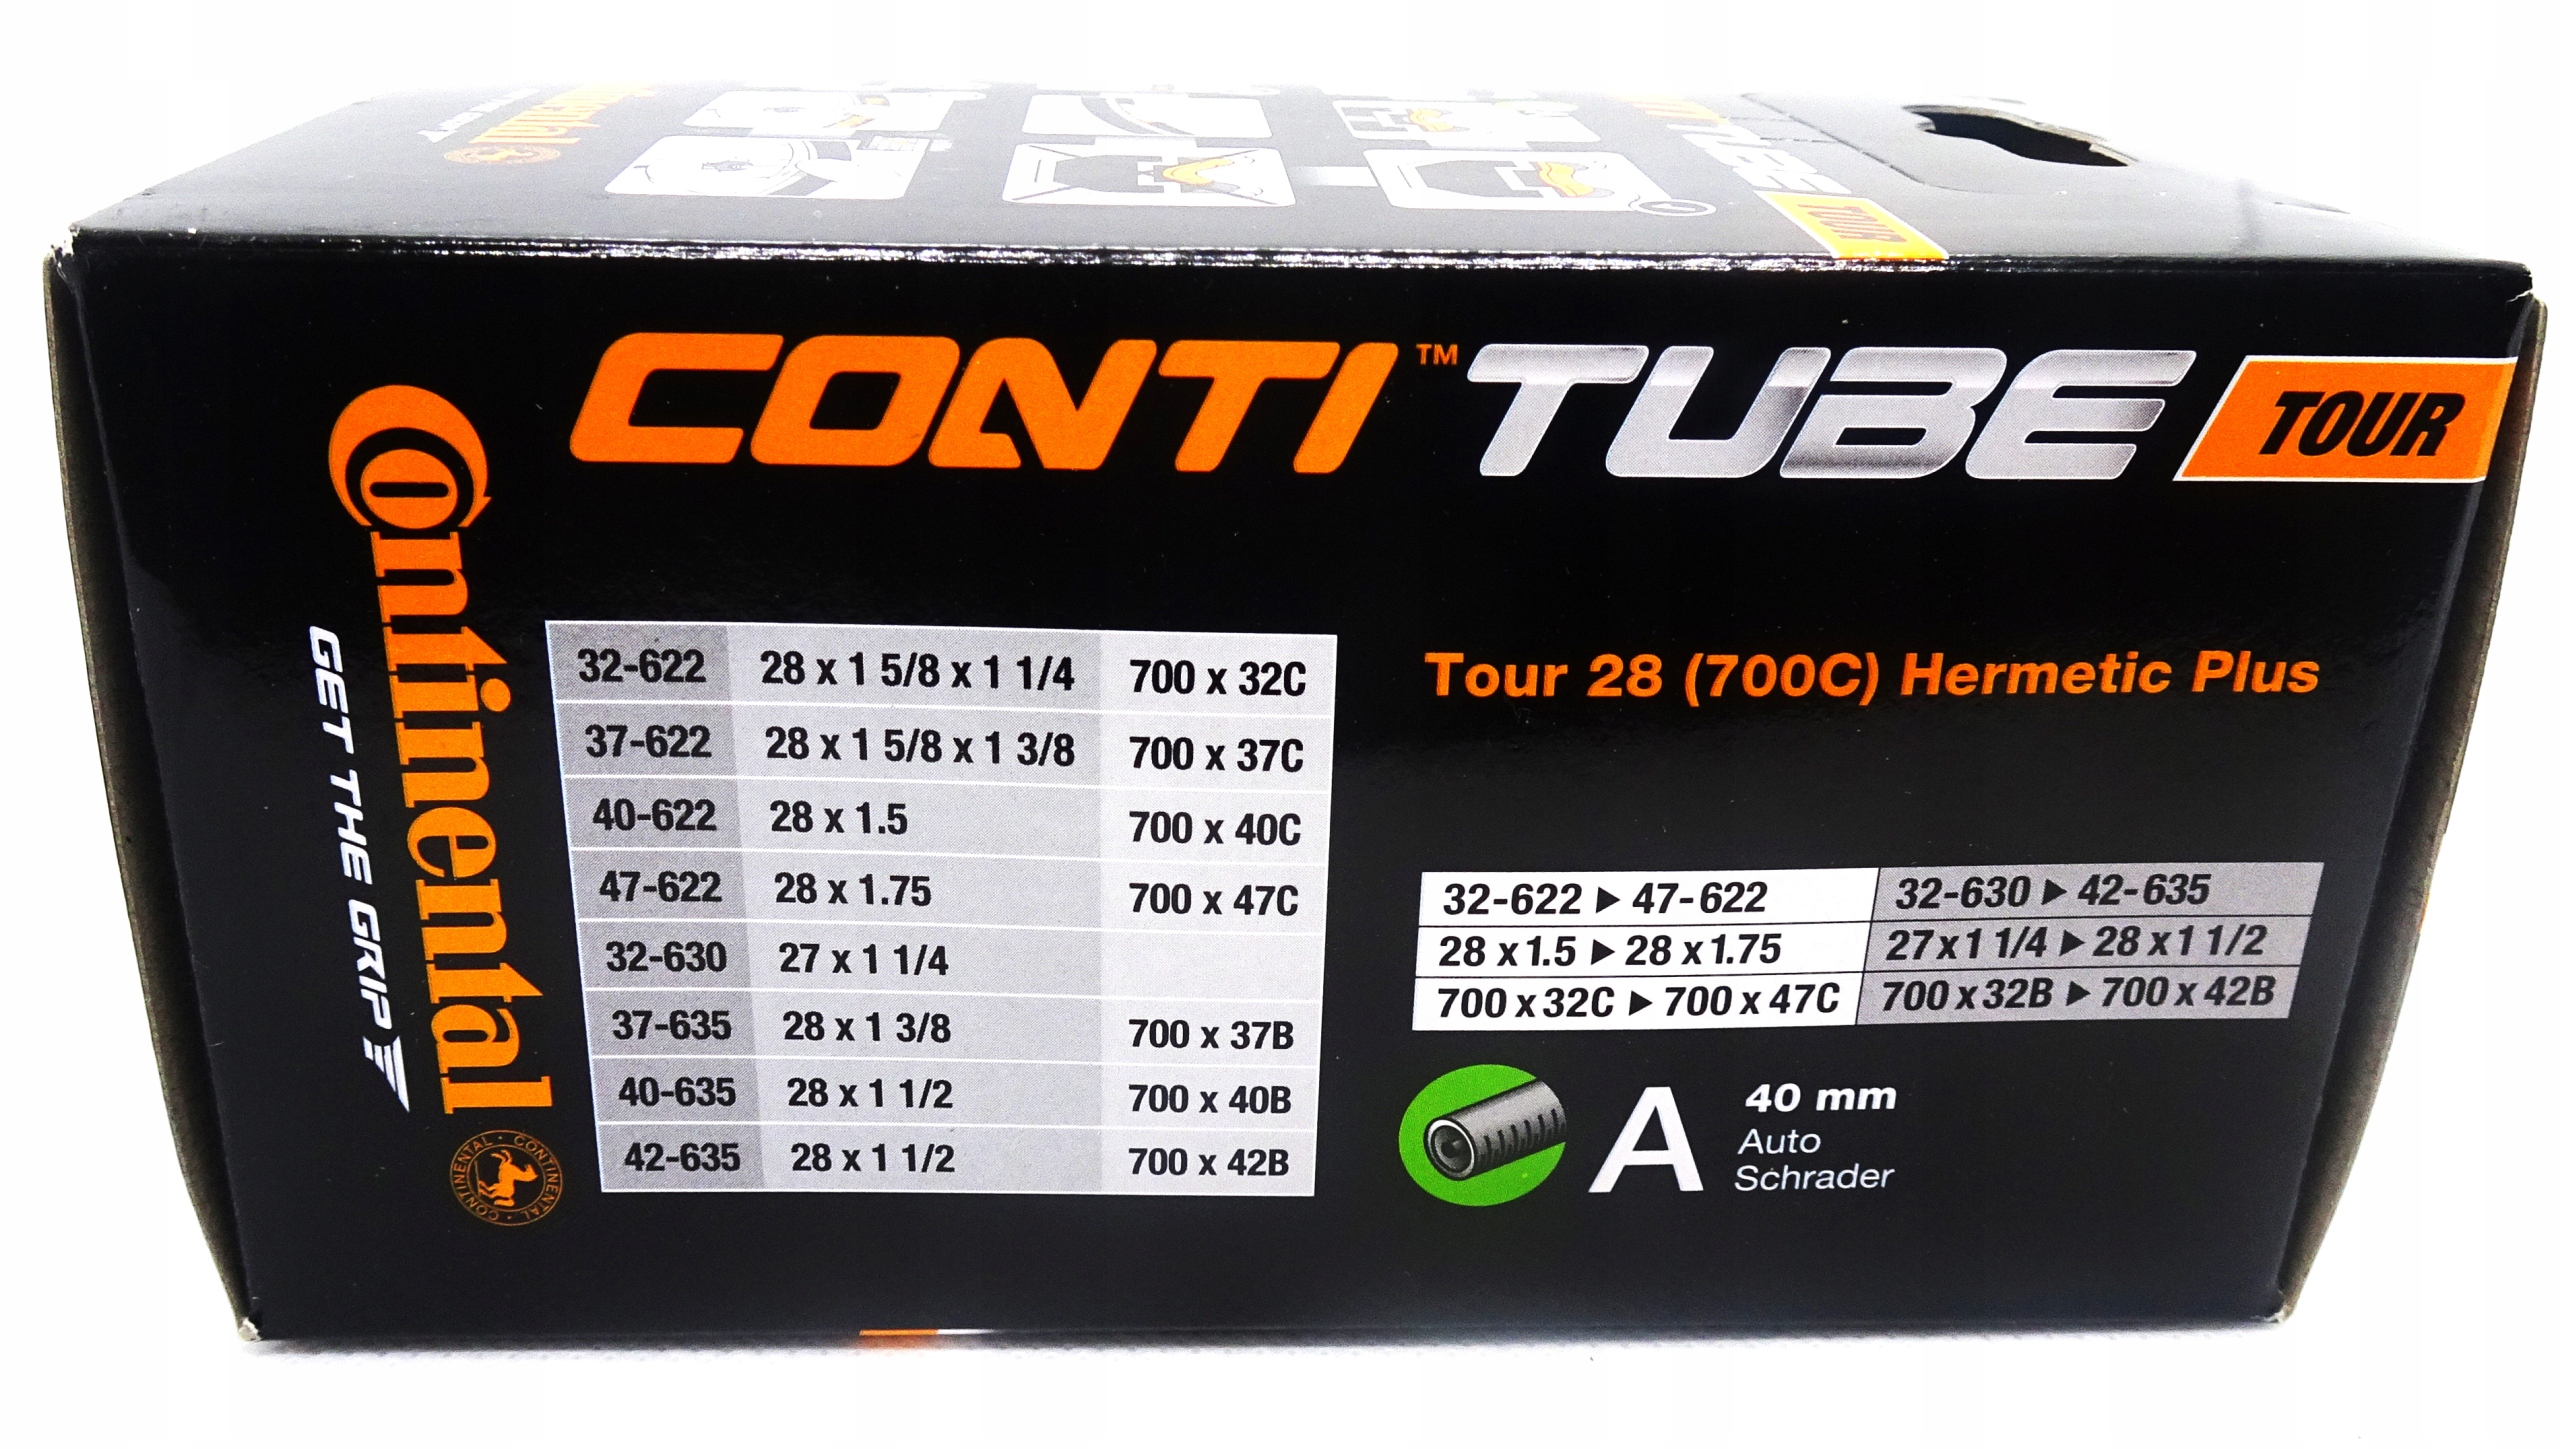 TUBE
TOUR
CONTI™ TUBE TOUR
Continental
GET THE GRIP
CONTINENTAL · CONTINENTAL ·
32-622 28 x 1 5/8 x 1 1/4 700 x 32C
37-622 28 x 1 5/8 x 1 3/8 700 x 37C
40-622 28 x 1.5 700 x 40C
47-622 28 x 1.75 700 x 47C
32-630 27 x 1 1/4
37-635 28 x 1 3/8 700 x 37B
40-635 28 x 1 1/2 700 x 40B
42-635 28 x 1 1/2 700 x 42B
Tour 28 (700C) Hermetic Plus
32-622 ▶ 47-622 32-630 ▶ 42-635
28 x 1.5 ▶ 28 x 1.75 27 x 1 1/4 ▶ 28 x 1 1/2
700 x 32C ▶ 700 x 47C 700 x 32B ▶ 700 x 42B
A
40 mm
Auto
Schrader